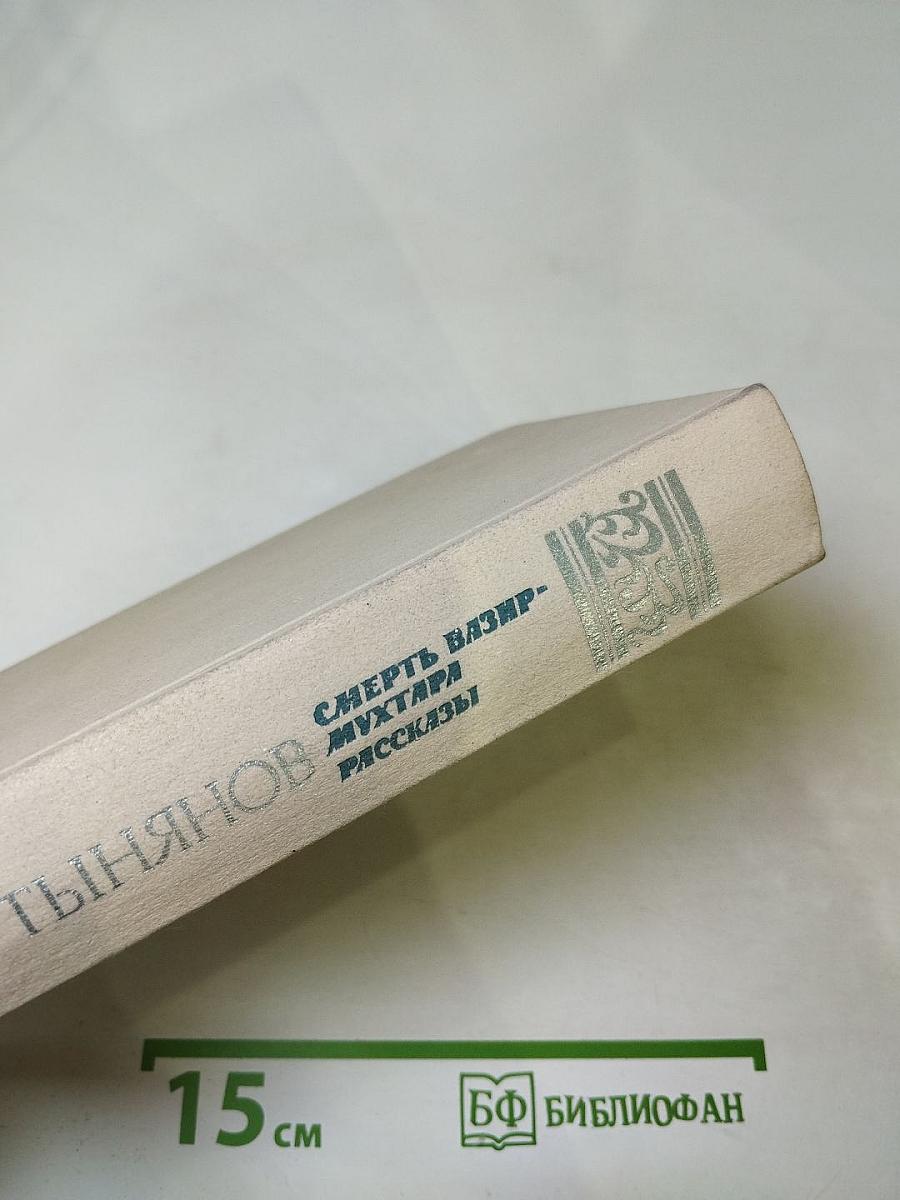 ТЫНЯНОВ
СМЕРТЬ ВАЗИР-
МУХТАРА
РАССКАЗЫ
15 см
БФ БИБЛИОФАН